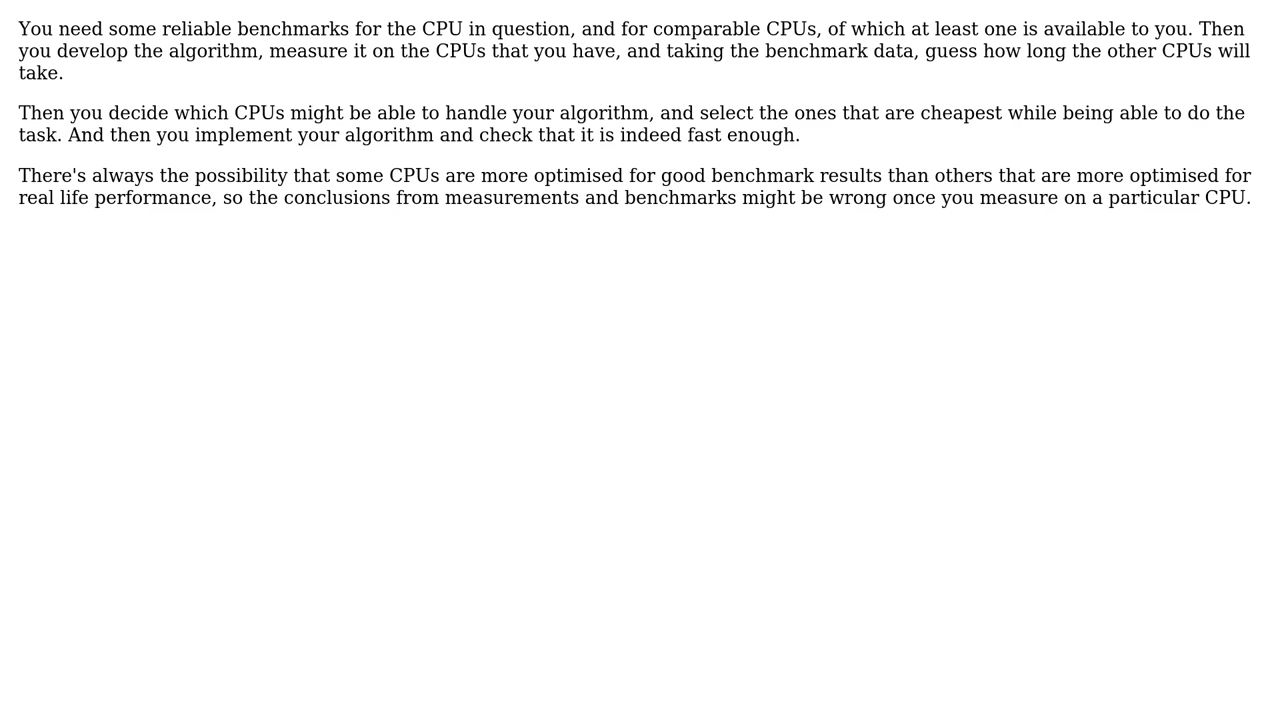 You need some reliable benchmarks for the CPU in question, and for comparable CPUs, of which at least one is available to you. Then
you develop the algorithm, measure it on the CPUs that you have, and taking the benchmark data, guess how long the other CPUs will
take.
Then you decide which CPUs might be able to handle your algorithm, and select the ones that are cheapest while being able to do the
task. And then you implement your algorithm and check that it is indeed fast enough.
There's always the possibility that some CPUs are more optimised for good benchmark results than others that are more optimised for
real life performance, so the conclusions from measurements and benchmarks might be wrong once you measure on a particular CPU.